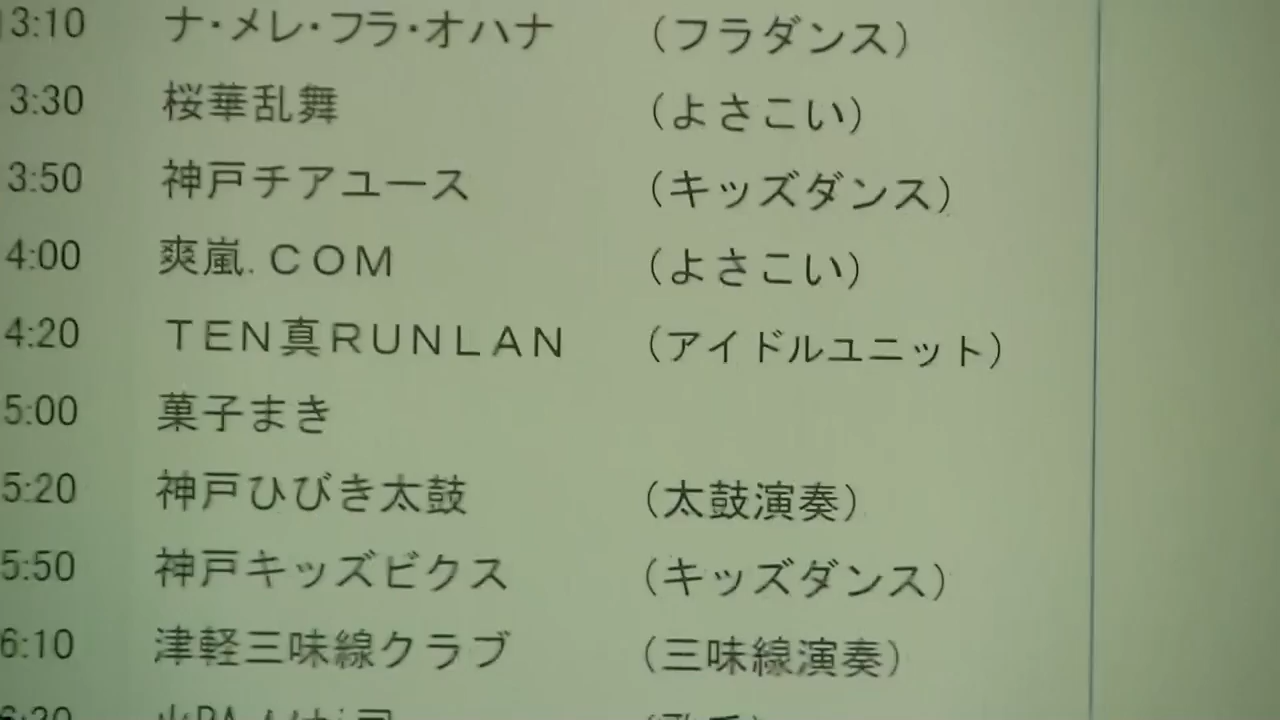 13:10 ナ・メレ・フラ・オハナ (フラダンス)
3:30 桜華乱舞 (よさこい)
3:50 神戸チアユース (キッズダンス)
4:00 爽嵐.COM (よさこい)
4:20 TEN真RUNLAN (アイドルユニット)
5:00 菓子まき
5:20 神戸ひびき太鼓 (太鼓演奏)
5:50 神戸キッズビクス (キッズダンス)
6:10 津軽三味線クラブ (三味線演奏)